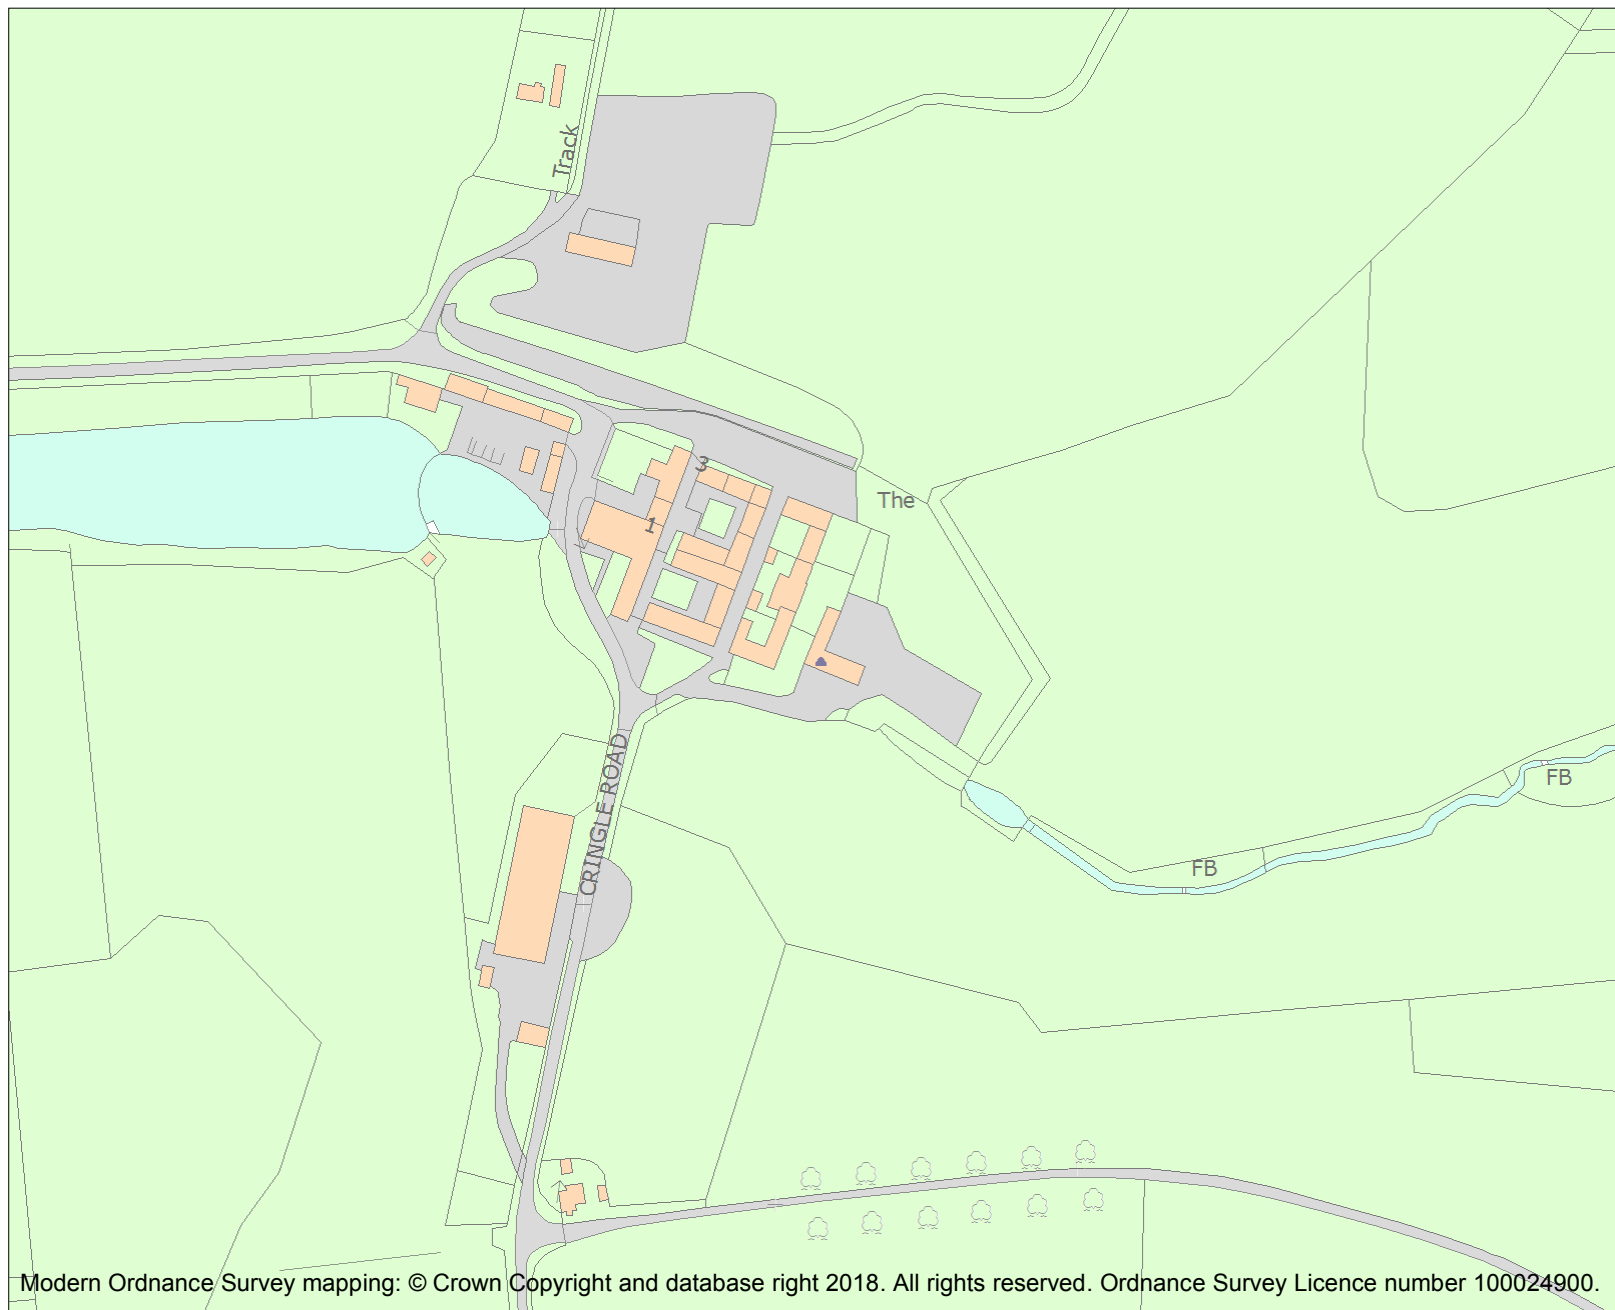 Track
3
The
1
CRINGLE ROAD
FB
FB
Modern Ordnance Survey mapping: © Crown Copyright and database right 2018. All rights reserved. Ordnance Survey Licence number 100024900.